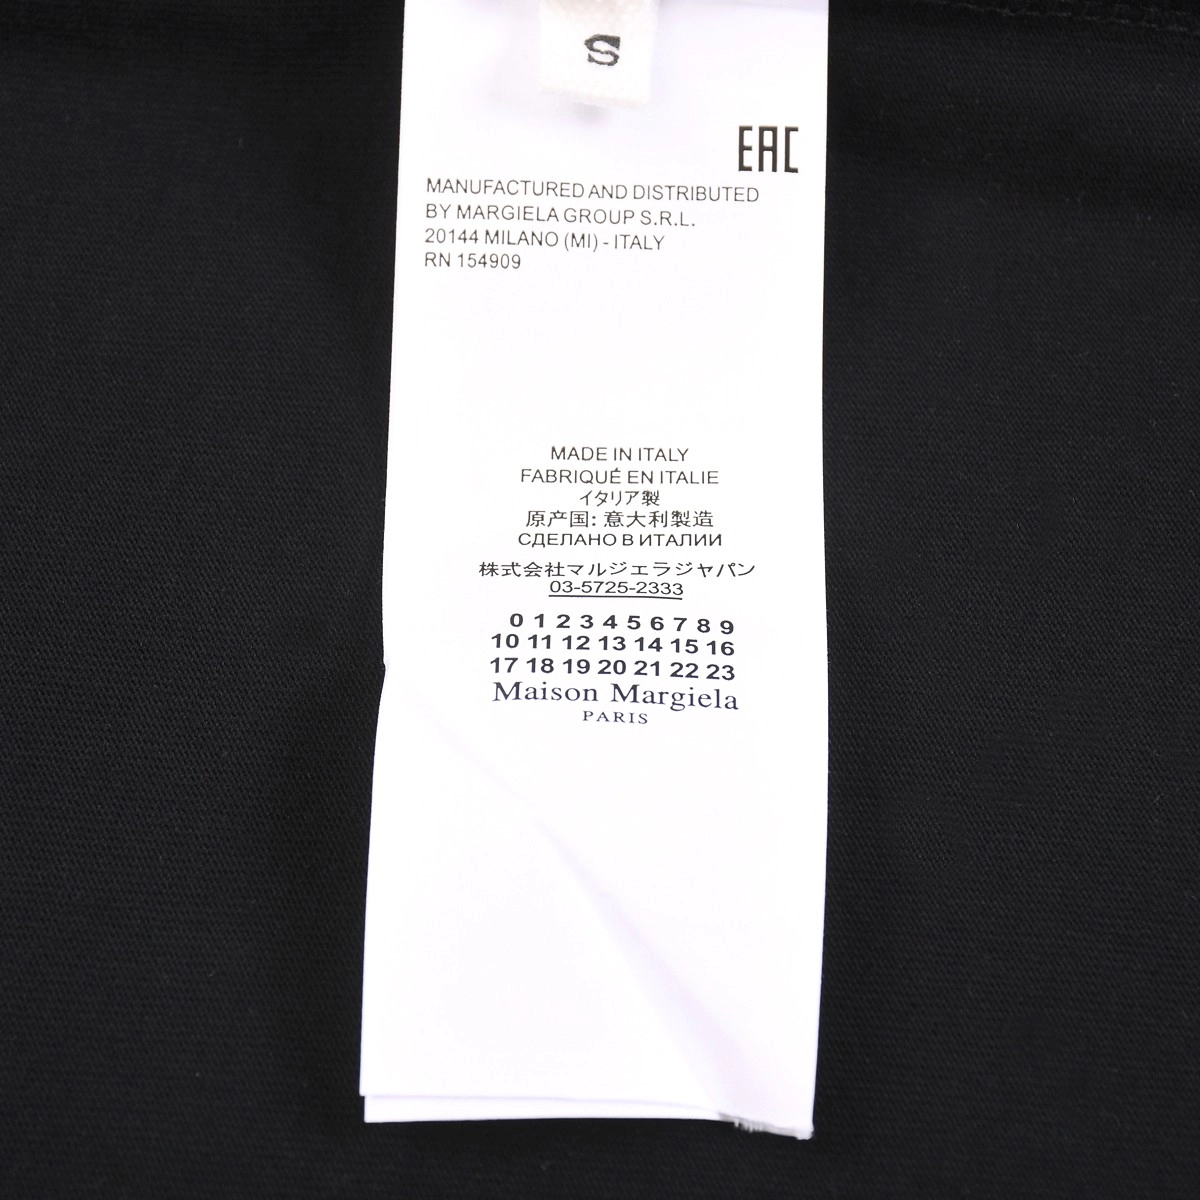 S
EAC
MANUFACTURED AND DISTRIBUTED
BY MARGIELA GROUP S.R.L.
20144 MILANO (MI) - ITALY
RN 154909
MADE IN ITALY
FABRIQUÉ EN ITALIE
イタリア製
原产国: 意大利製造
СДЕЛАНО В ИТАЛИИ
株式会社マルジェラジャパン
03-5725-2333
0 1 2 3 4 5 6 7 8 9
10 11 12 13 14 15 16
17 18 19 20 21 22 23
Maison Margiela
PARIS